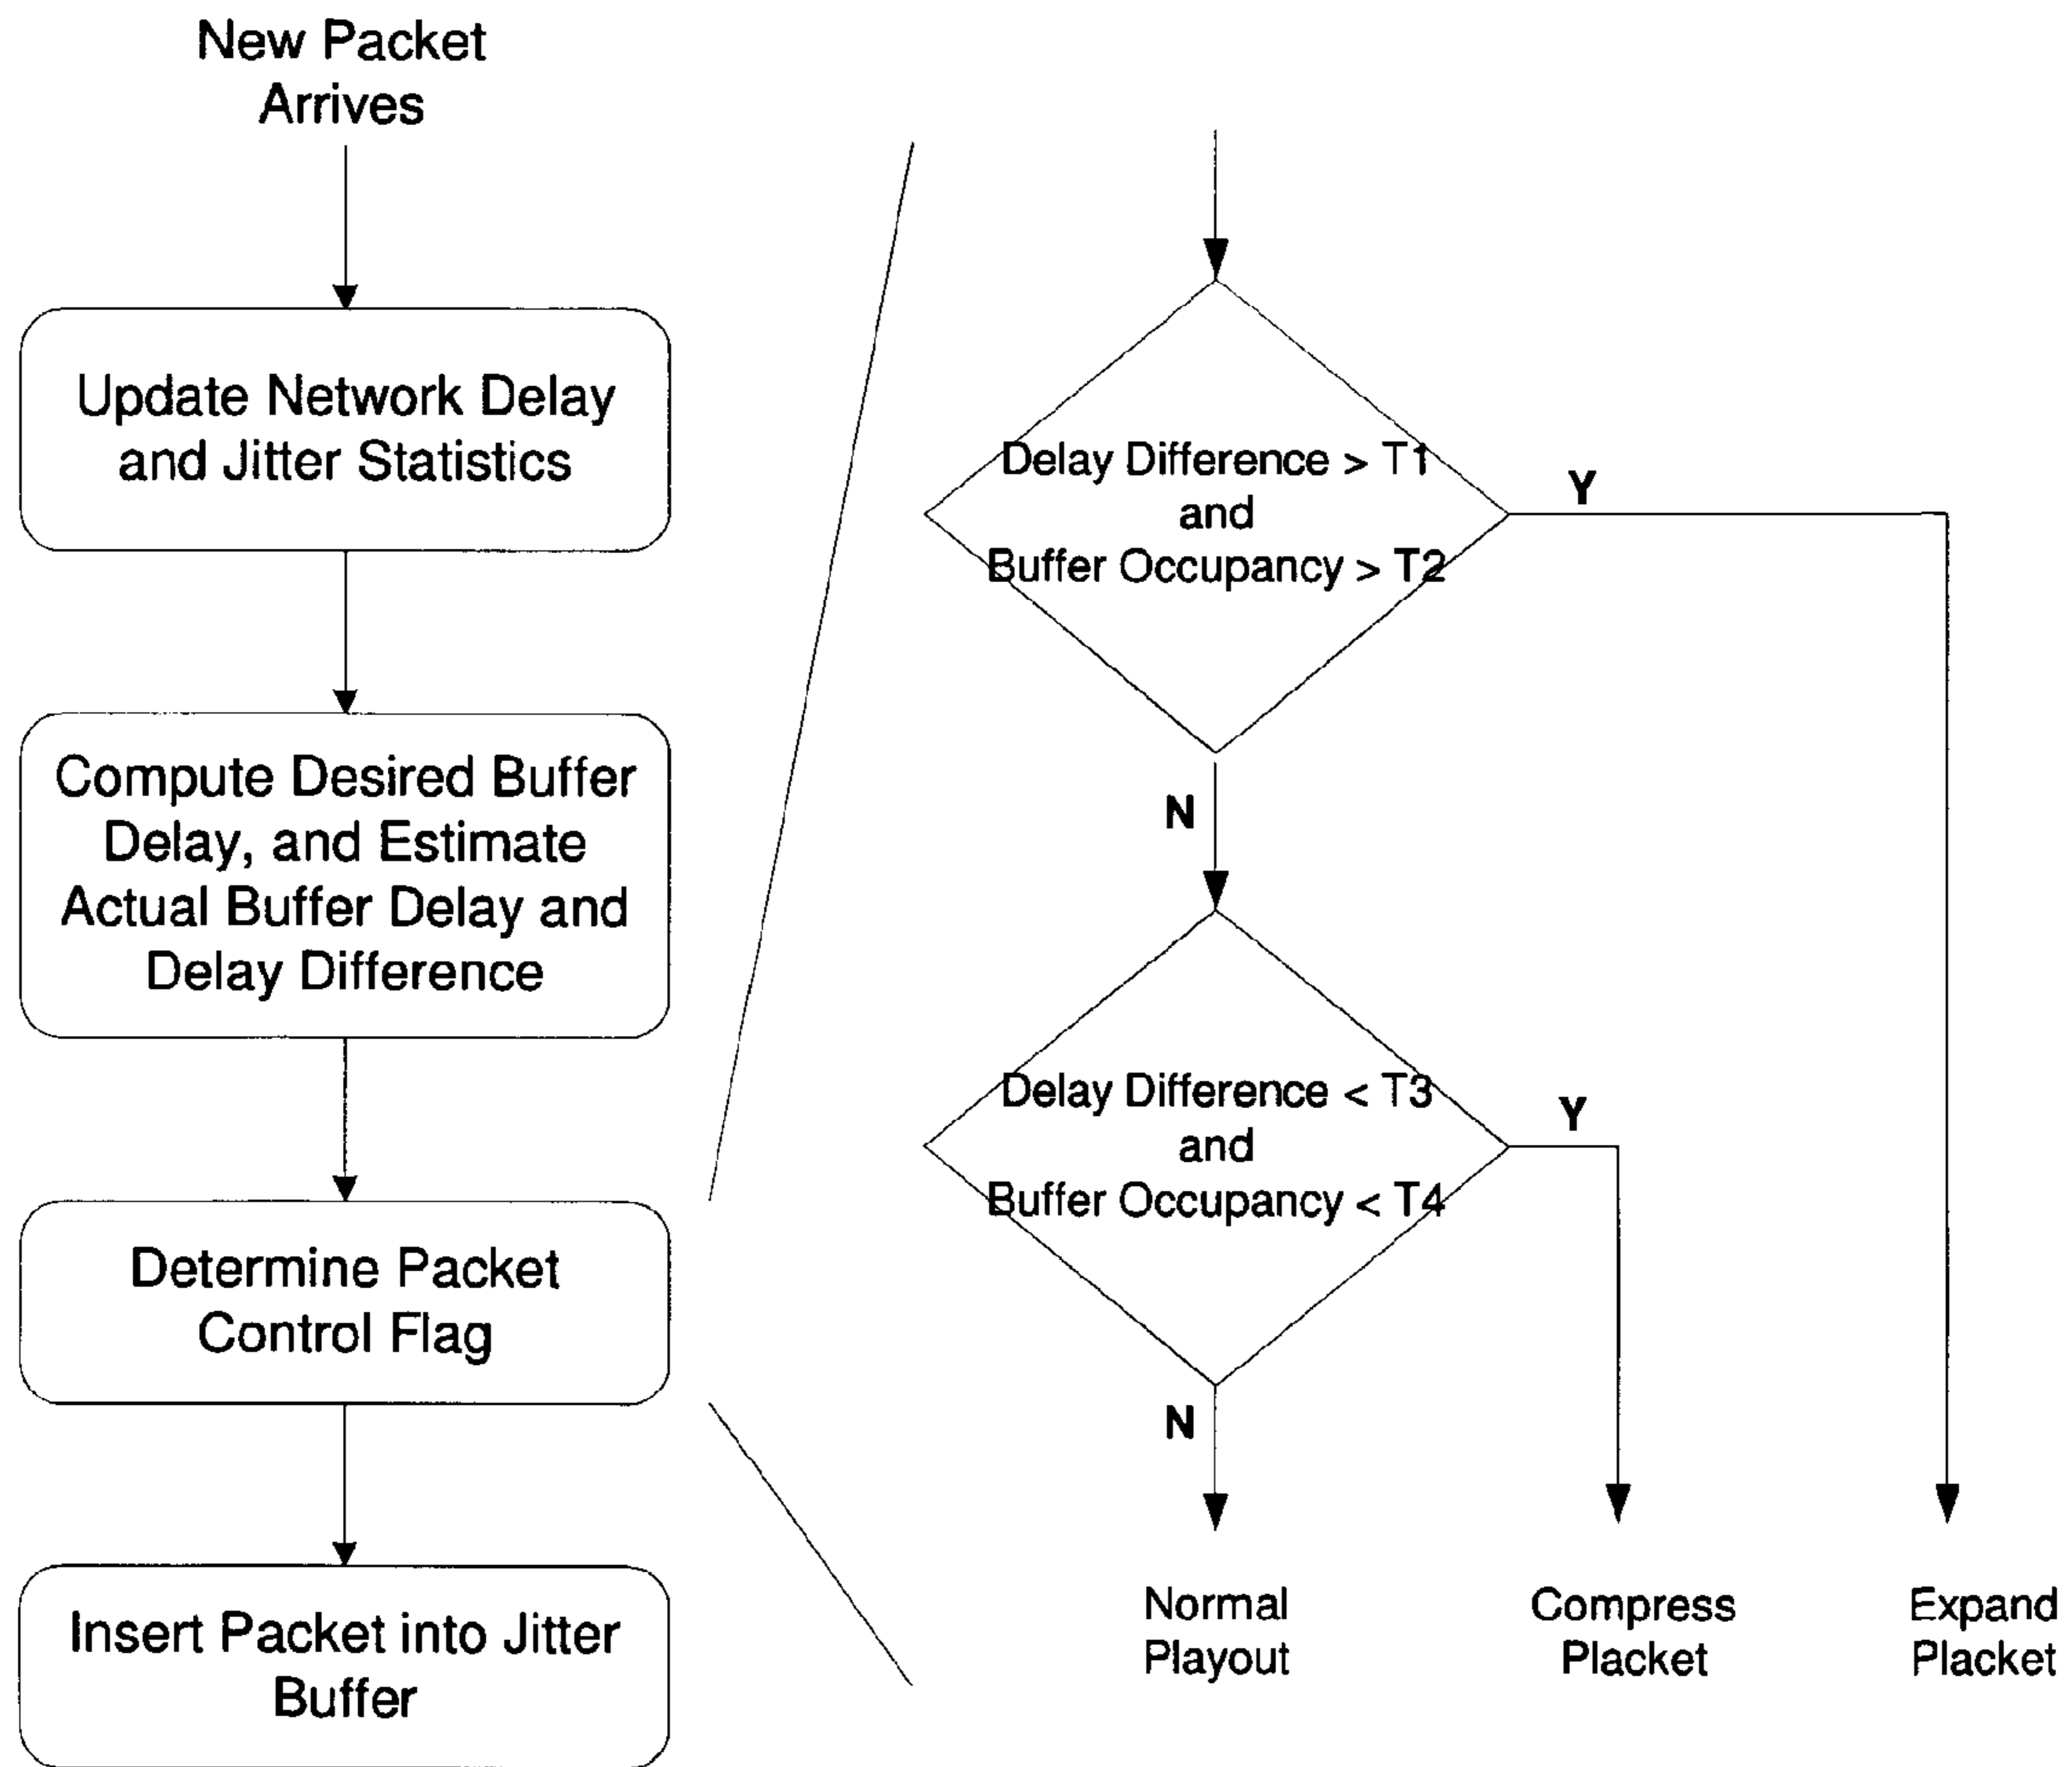 New Packet
Arrives
Update Network Delay
and Jitter Statistics
Compute Desired Buffer
Delay, and Estimate
Actual Buffer Delay and
Delay Difference
Determine Packet
Control Flag
Insert Packet into Jitter
Buffer
Delay Difference > T1
and
Buffer Occupancy > T2
Y
N
Delay Difference < T3
and
Buffer Occupancy < T4
Y
N
Normal
Playout
Compress
Placket
Expand
Placket